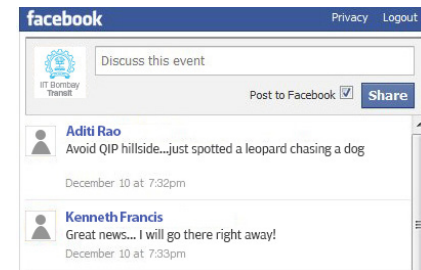 facebook
Privacy Logout
Discuss this event
IIT Bombay
Transit
Post to Facebook
Share
Aditi Rao
Avoid QIP hillside...just spotted a leopard chasing a dog
December 10 at 7:32pm
Kenneth Francis
Great news... I will go there right away!
December 10 at 7:33pm